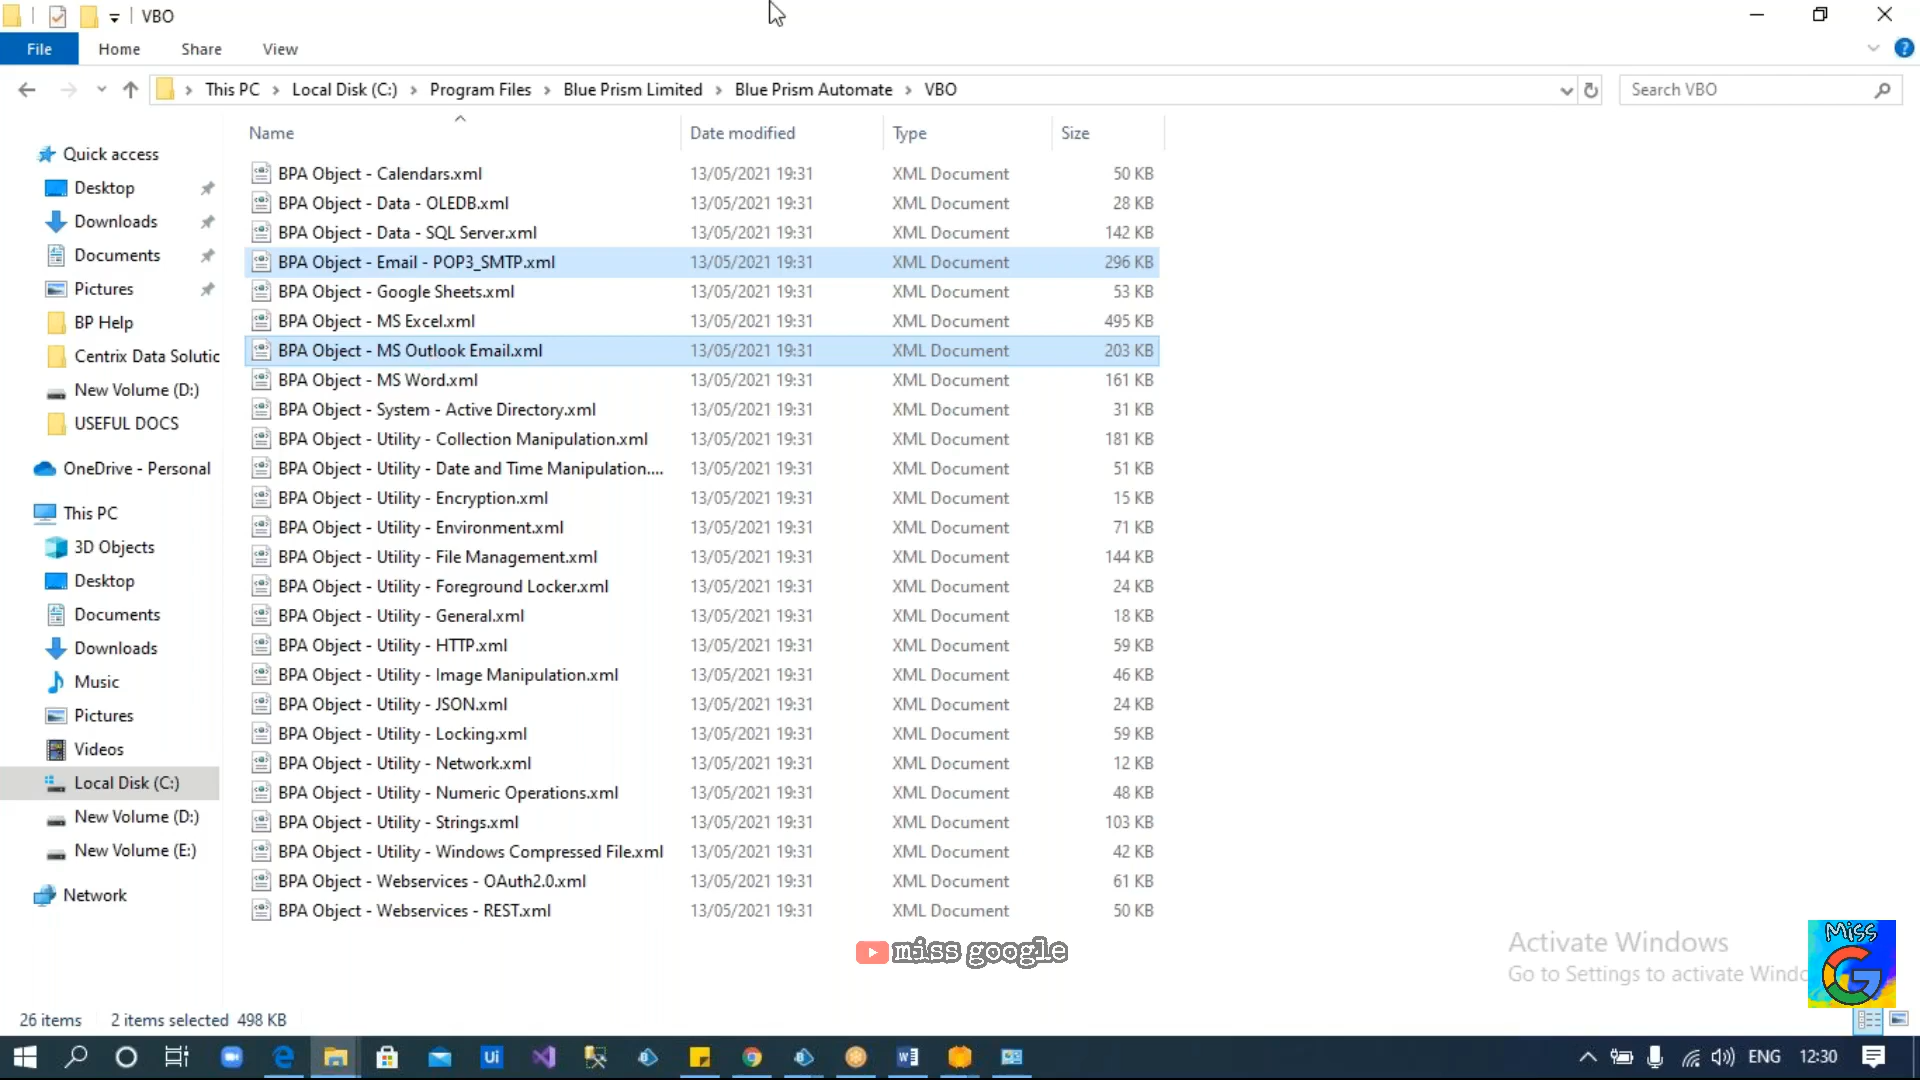 VBO
File Home Share View
This PC Local Disk (C:) Program Files Blue Prism Limited Blue Prism Automate VBO
Search VBO
Name Date modified Type Size
Quick access
Desktop
Downloads
Documents
Pictures
BP Help
Centrix Data Solutic
New Volume (D:)
USEFUL DOCS
OneDrive - Personal
This PC
3D Objects
Desktop
Documents
Downloads
Music
Pictures
Videos
Local Disk (C:)
New Volume (D:)
New Volume (E:)
Network
BPA Object - Calendars.xml 13/05/2021 19:31 XML Document 50 KB
BPA Object - Data - OLEDB.xml 13/05/2021 19:31 XML Document 28 KB
BPA Object - Data - SQL Server.xml 13/05/2021 19:31 XML Document 142 KB
BPA Object - Email - POP3_SMTP.xml 13/05/2021 19:31 XML Document 296 KB
BPA Object - Google Sheets.xml 13/05/2021 19:31 XML Document 53 KB
BPA Object - MS Excel.xml 13/05/2021 19:31 XML Document 495 KB
BPA Object - MS Outlook Email.xml 13/05/2021 19:31 XML Document 203 KB
BPA Object - MS Word.xml 13/05/2021 19:31 XML Document 161 KB
BPA Object - System - Active Directory.xml 13/05/2021 19:31 XML Document 31 KB
BPA Object - Utility - Collection Manipulation.xml 13/05/2021 19:31 XML Document 181 KB
BPA Object - Utility - Date and Time Manipulation.... 13/05/2021 19:31 XML Document 51 KB
BPA Object - Utility - Encryption.xml 13/05/2021 19:31 XML Document 15 KB
BPA Object - Utility - Environment.xml 13/05/2021 19:31 XML Document 71 KB
BPA Object - Utility - File Management.xml 13/05/2021 19:31 XML Document 144 KB
BPA Object - Utility - Foreground Locker.xml 13/05/2021 19:31 XML Document 24 KB
BPA Object - Utility - General.xml 13/05/2021 19:31 XML Document 18 KB
BPA Object - Utility - HTTP.xml 13/05/2021 19:31 XML Document 59 KB
BPA Object - Utility - Image Manipulation.xml 13/05/2021 19:31 XML Document 46 KB
BPA Object - Utility - JSON.xml 13/05/2021 19:31 XML Document 24 KB
BPA Object - Utility - Locking.xml 13/05/2021 19:31 XML Document 59 KB
BPA Object - Utility - Network.xml 13/05/2021 19:31 XML Document 12 KB
BPA Object - Utility - Numeric Operations.xml 13/05/2021 19:31 XML Document 48 KB
BPA Object - Utility - Strings.xml 13/05/2021 19:31 XML Document 103 KB
BPA Object - Utility - Windows Compressed File.xml 13/05/2021 19:31 XML Document 42 KB
BPA Object - Webservices - OAuth2.0.xml 13/05/2021 19:31 XML Document 61 KB
BPA Object - Webservices - REST.xml 13/05/2021 19:31 XML Document 50 KB
miss google
Activate Windows
Go to Settings to activate Windo
Miss
G
26 items 2 items selected 498 KB
Ui
ENG 12:30